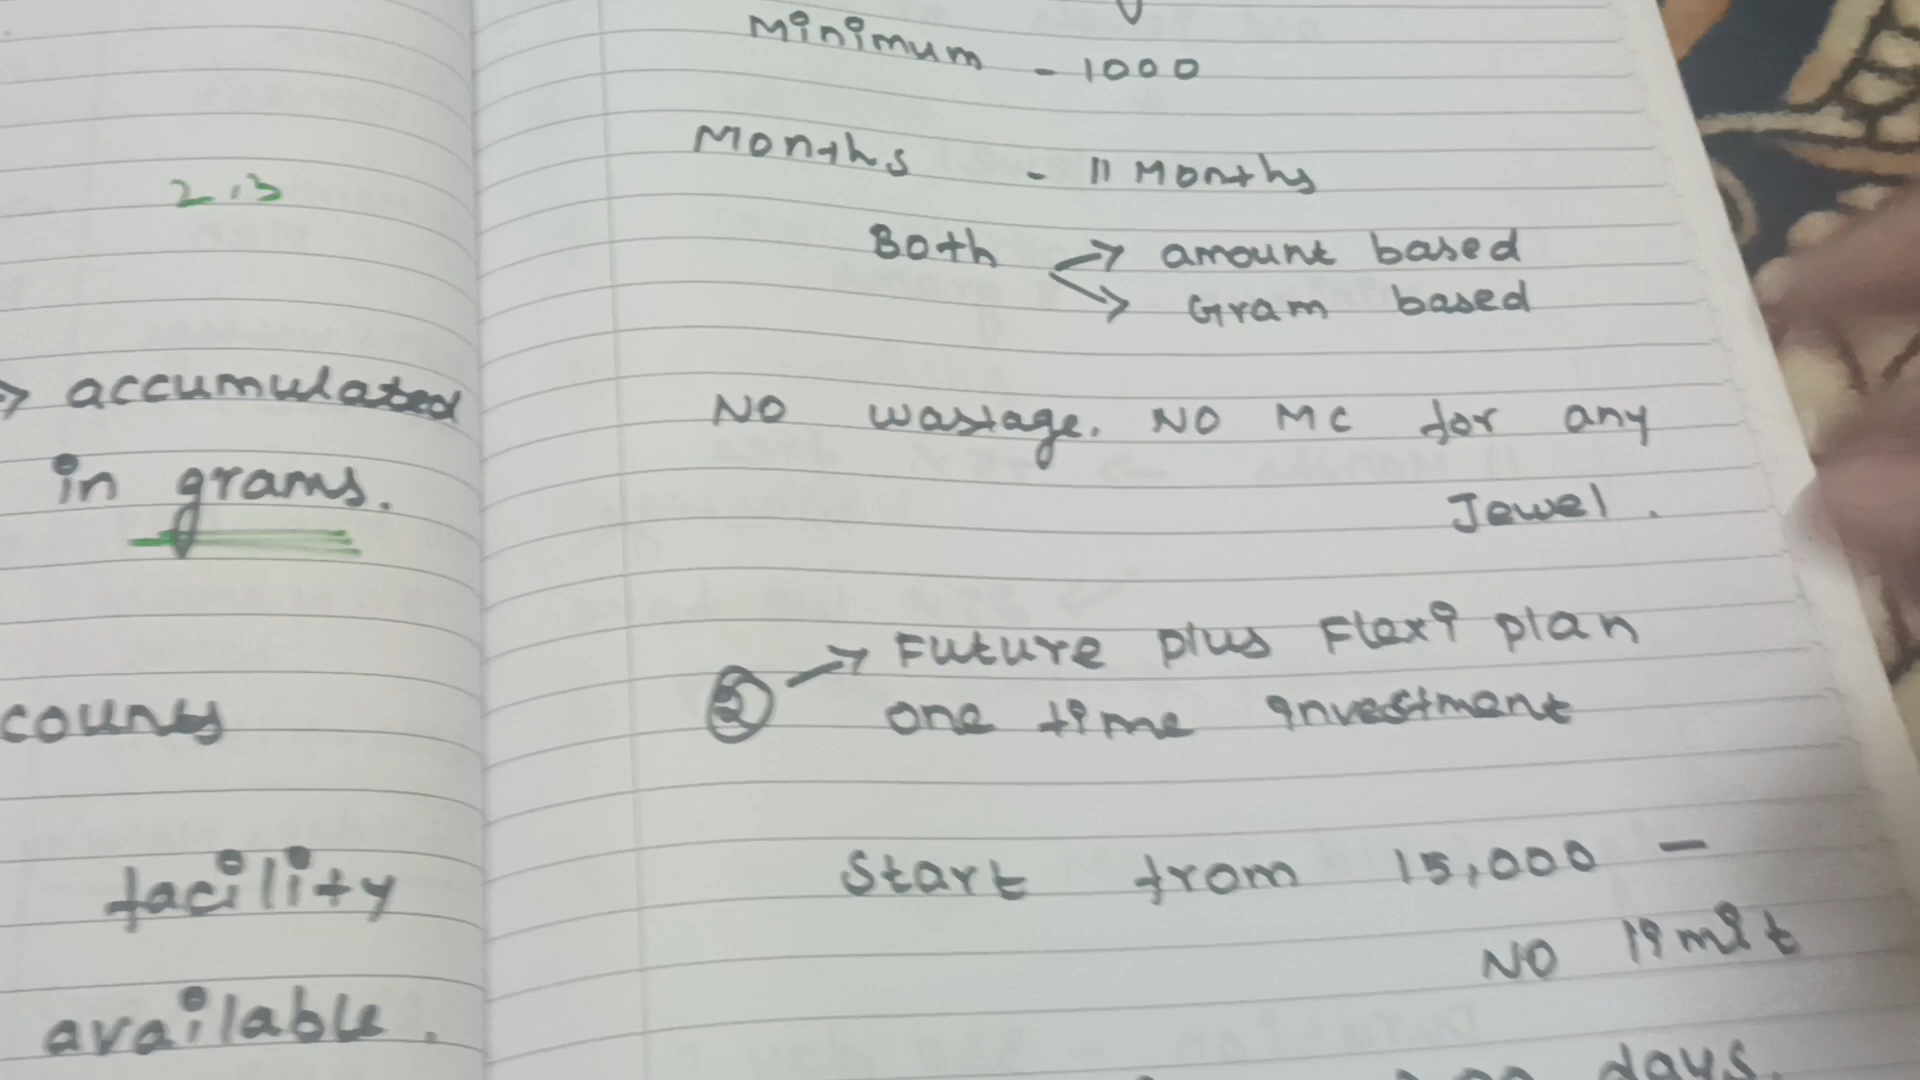 2.3
→ accumulated
in grams.
counts
facility
available.
Minimum - 1000
Months - 11 Months
Both → amount based
→ Gram based
NO wastage. NO MC for any
Jewel.
② → Future plus Flexi plan
one time investment
Start from 15,000 -
NO limit
days.